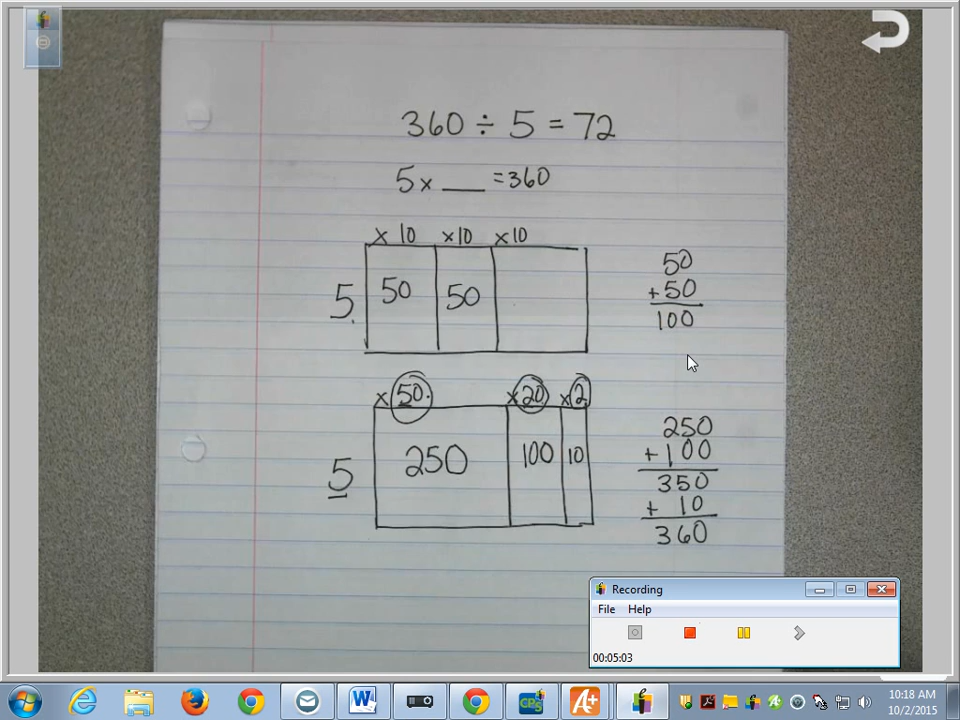 360 ÷ 5 = 72
5 x ___ = 360
x 10 x 10 x 10
5 50 50
50
+ 50
100
x 50 x 20 x 2
5 250 100 10
250
+ 100
350
+ 10
360
Recording
File Help
00:05:03
10:18 AM
10/2/2015